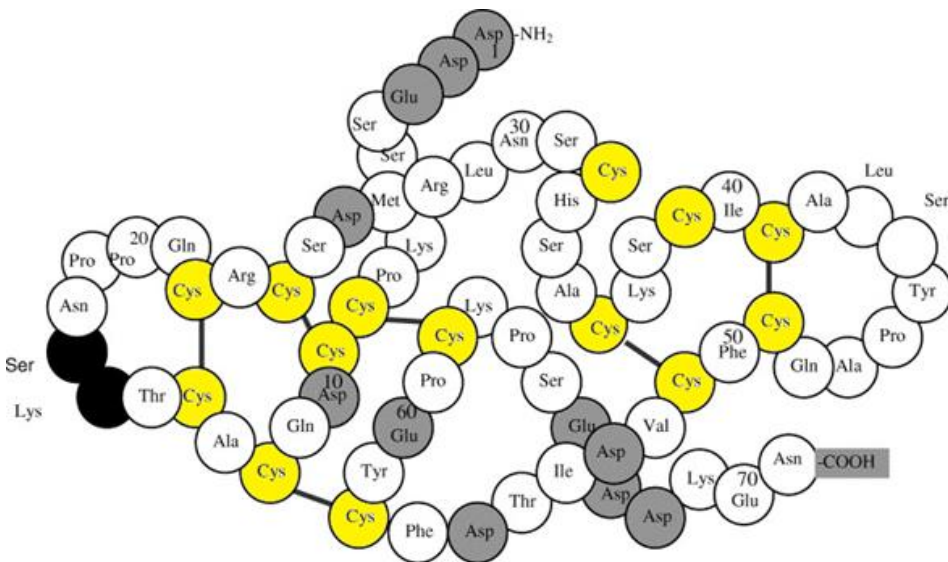 Asp
1
-NH₂
Asp
Glu
Ser
Ser
30
Asn
Ser
Cys
Leu
Arg
Met
His
Asp
Lys
Pro
Ser
Ser
Ala
Cys
Lys
Ser
Cys
40
Ile
Cys
Ala
Leu
Ser
Tyr
Pro
Ala
Gln
Cys
50
Phe
Cys
Val
Asp
20
Gln
Pro
Pro
Asn
Ser
Lys
Thr
Cys
Cys
Arg
Cys
Cys
Cys
10
Asp
Gln
Cys
Ala
Cys
Lys
Pro
Ser
Glu
Pro
60
Glu
Tyr
Cys
Phe
Asp
Thr
Ile
Asp
Asp
Lys
70
Glu
Asn
-COOH